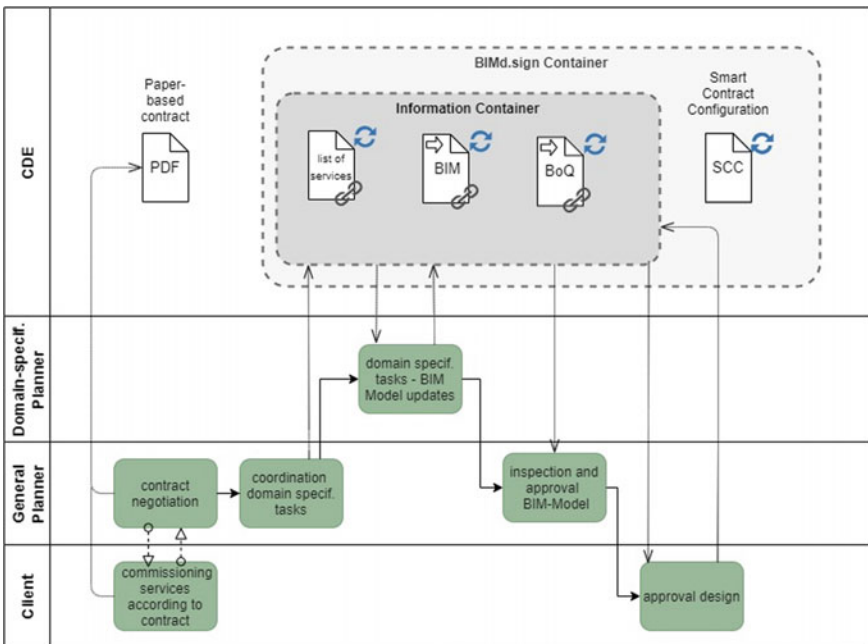 CDE
Paper-
based
contract
PDF
BIMd.sign Container
Information Container
list of
services
BIM
BoQ
Smart
Contract
Configuration
SCC
Domain-specif.
Planner
domain specif.
tasks - BIM
Model updates
General
Planner
contract
negotiation
coordination
domain specif.
tasks
inspection and
approval
BIM-Model
Client
commissioning
services
according to
contract
approval design